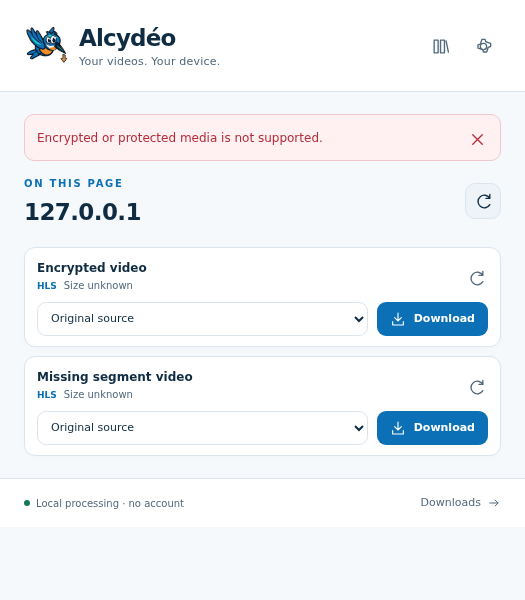 Alcydéo
Your videos. Your device.
Encrypted or protected media is not supported.
ON THIS PAGE
127.0.0.1
Encrypted video
HLS Size unknown
Original source
Download
Missing segment video
HLS Size unknown
Original source
Download
Local processing · no account
Downloads →